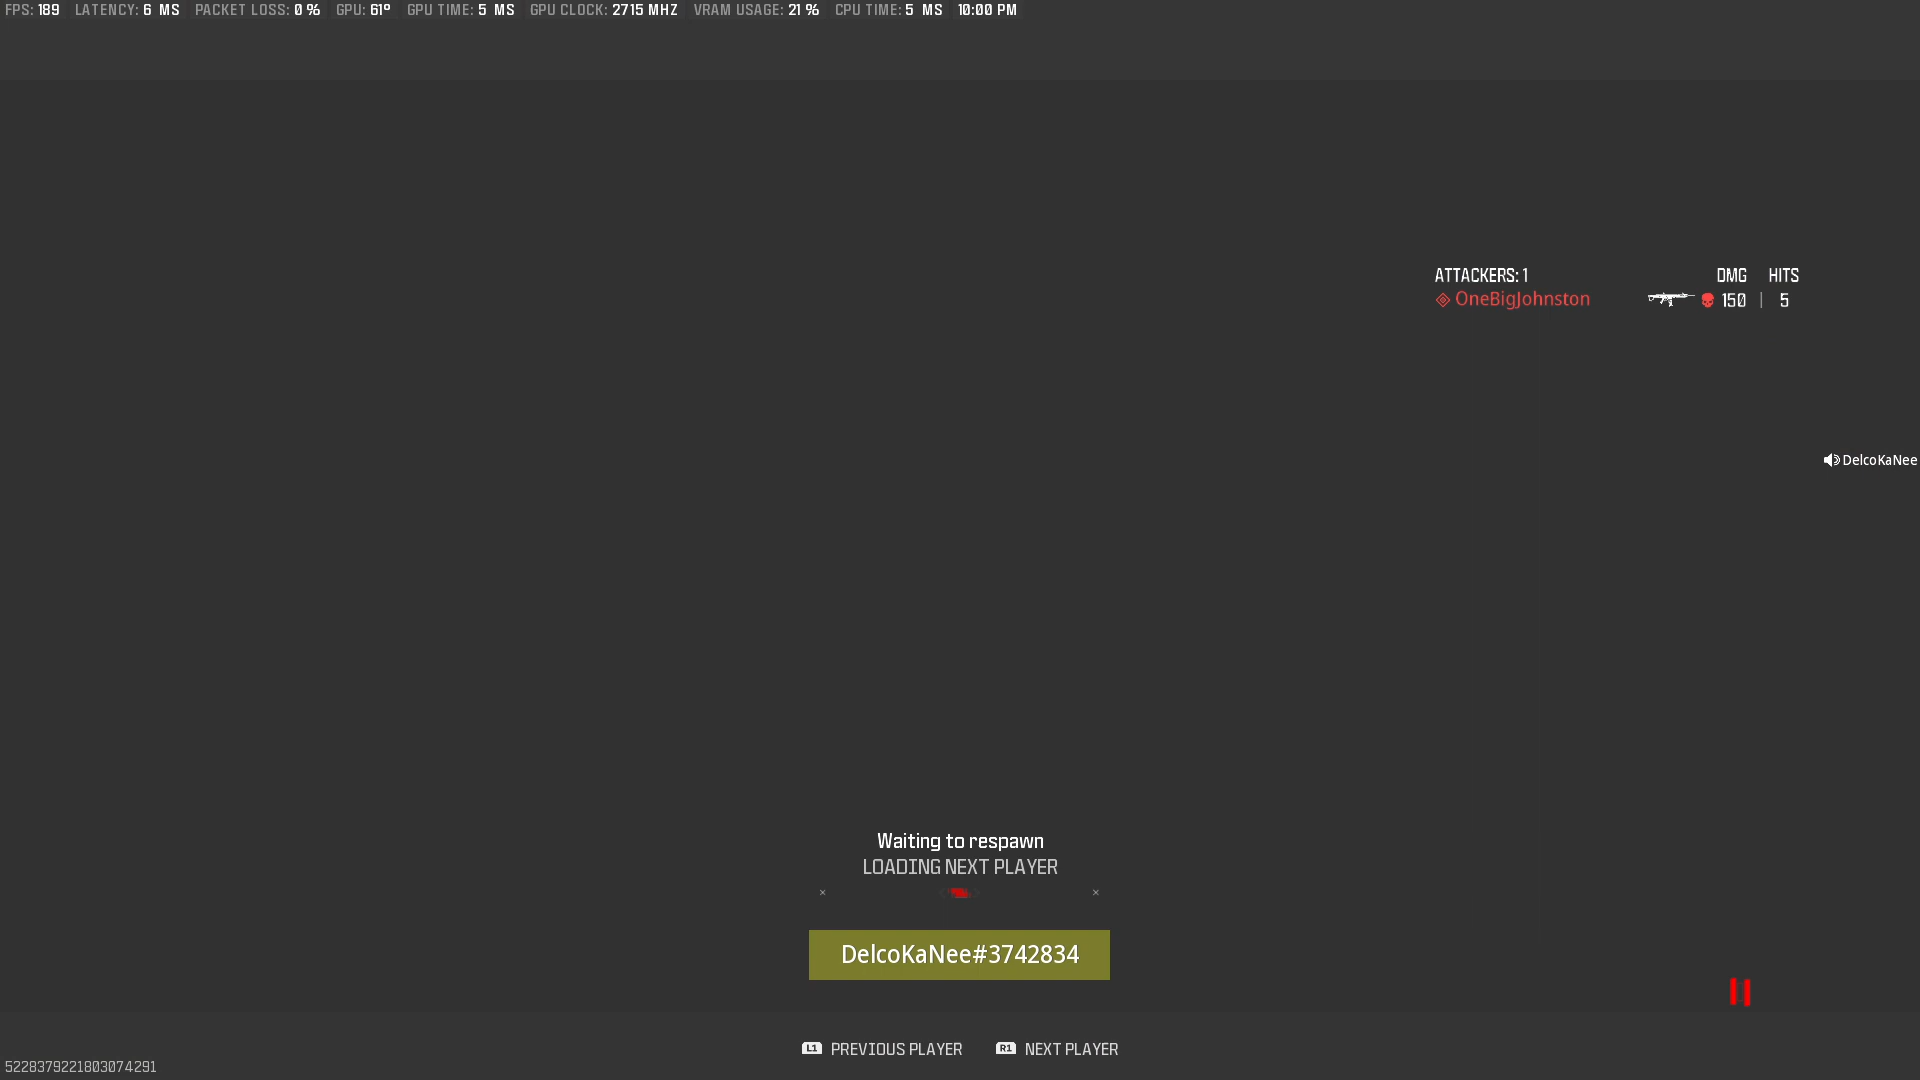 FPS: 189 LATENCY: 6 MS PACKET LOSS: 0 % GPU: 61° GPU TIME: 5 MS GPU CLOCK: 2715 MHZ VRAM USAGE: 21 % CPU TIME: 5 MS 10:00 PM
ATTACKERS: 1 DMG HITS
OneBigJohnston 150 | 5
DelcoKaNee
Waiting to respawn
LOADING NEXT PLAYER
DelcoKaNee#3742834
L1 PREVIOUS PLAYER R1 NEXT PLAYER
5228379221803074291